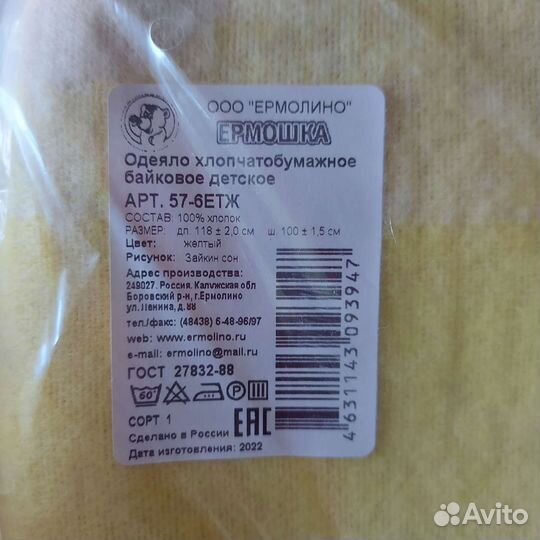 ООО "ЕРМОЛИНО"
ЕРМОШКА
Одеяло хлопчатобумажное
байковое детское
АРТ. 57-6ЕТЖ
СОСТАВ: 100% хлопок
РАЗМЕР: дл. 118 ± 2,0 см ш. 100 ± 1,5 см
Цвет: желтый
Рисунок: Зайкин сон
Адрес производства:
249027. Россия. Калужская обл
Боровский р-н, г.Ермолино
ул. Ленина, д.88
тел./факс: (48438) 6-48-96/97
web: www.ermolino.ru
e-mail: ermolino@mail.ru
ГОСТ 27832-88
60 P
СОРТ 1
EAC
Сделано в России
Дата изготовления: 2022
4631143093947
Avito